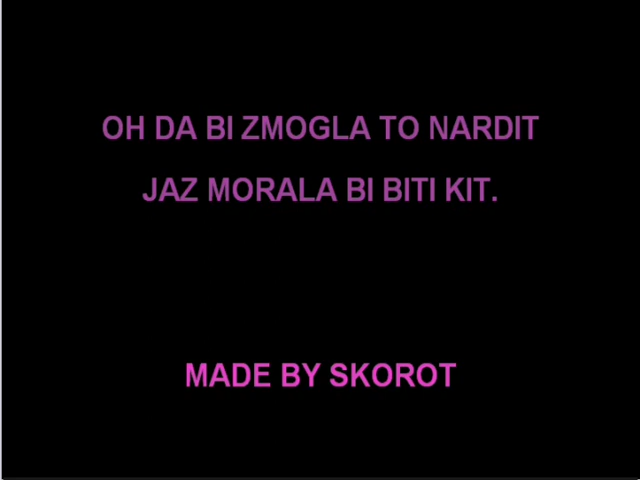 OH DA BI ZMOGLA TO NARDIT
JAZ MORALA BI BITI KIT.
MADE BY SKOROT